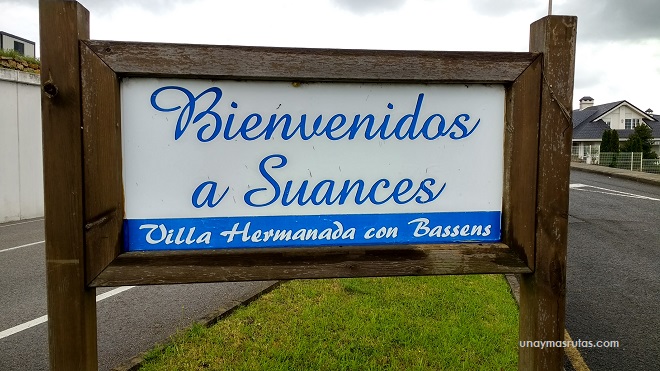 Bienvenidos
a Suances
Villa Hermanada con Bassens
unaymasrutas.com